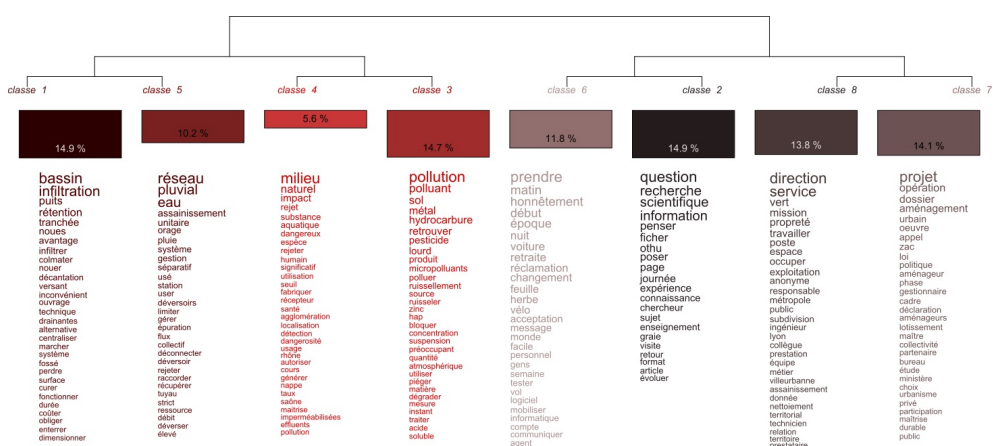 classe 1
classe 5
classe 4
classe 3
classe 6
classe 2
classe 8
classe 7
14.9 %
10.2 %
5.6 %
14.7 %
11.8 %
14.9 %
13.8 %
14.1 %
bassin
infiltration
puits
rétention
tranchée
noues
avantage
infiltrer
colmater
nouer
décantation
versant
inconvénient
ouvrage
technique
drainantes
alternative
centraliser
marcher
système
fossé
perdre
surface
curer
fonctionner
durée
coûter
obliger
enterrer
dimensionner
réseau
pluvial
eau
assainissement
unitaire
orage
pluie
système
gestion
séparatif
usé
station
user
déversoirs
limiter
gérer
épuration
flux
collectif
déconnecter
déversoir
rejeter
raccorder
récupérer
tuyau
strict
ressource
débit
déverser
élevé
milieu
naturel
impact
rejet
substance
aquatique
dangereux
espèce
rejeter
humain
significatif
utilisation
seuil
fabriquer
récepteur
santé
agglomération
localisation
détection
dangerosité
usage
rhône
autoriser
cours
générer
nappe
taux
saône
maitrise
imperméabilisées
effluents
pollution
pollution
polluant
sol
métal
hydrocarbure
retrouver
pesticide
lourd
produit
micropolluants
polluer
ruissellement
source
ruisseler
zinc
hap
bloquer
concentration
suspension
préoccupant
quantité
atmosphérique
utiliser
piéger
matière
dégrader
mesure
instant
traiter
acide
soluble
prendre
matin
honnêtement
début
époque
nuit
voiture
retraite
réclamation
changement
feuille
herbe
vélo
acceptation
message
monde
facile
personnel
gens
semaine
tester
vol
logiciel
mobiliser
informatique
compte
communiquer
agent
question
recherche
scientifique
information
penser
ficher
othu
poser
page
journée
expérience
connaissance
chercheur
sujet
enseignement
graie
visite
retour
format
article
évoluer
direction
service
vert
mission
propreté
travailler
poste
espace
occuper
exploitation
anonyme
responsable
métropole
public
subdivision
ingénieur
lyon
collègue
prestation
équipe
métier
villeurbanne
assainissement
donnée
nettoiement
territorial
technicien
relation
territoire
prestataire
projet
opération
dossier
aménagement
urbain
oeuvre
appel
zac
loi
politique
aménageur
phase
gestionnaire
cadre
déclaration
aménageurs
lotissement
maître
collectivité
partenaire
bureau
étude
ministère
choix
urbanisme
privé
participation
maîtrise
durable
public